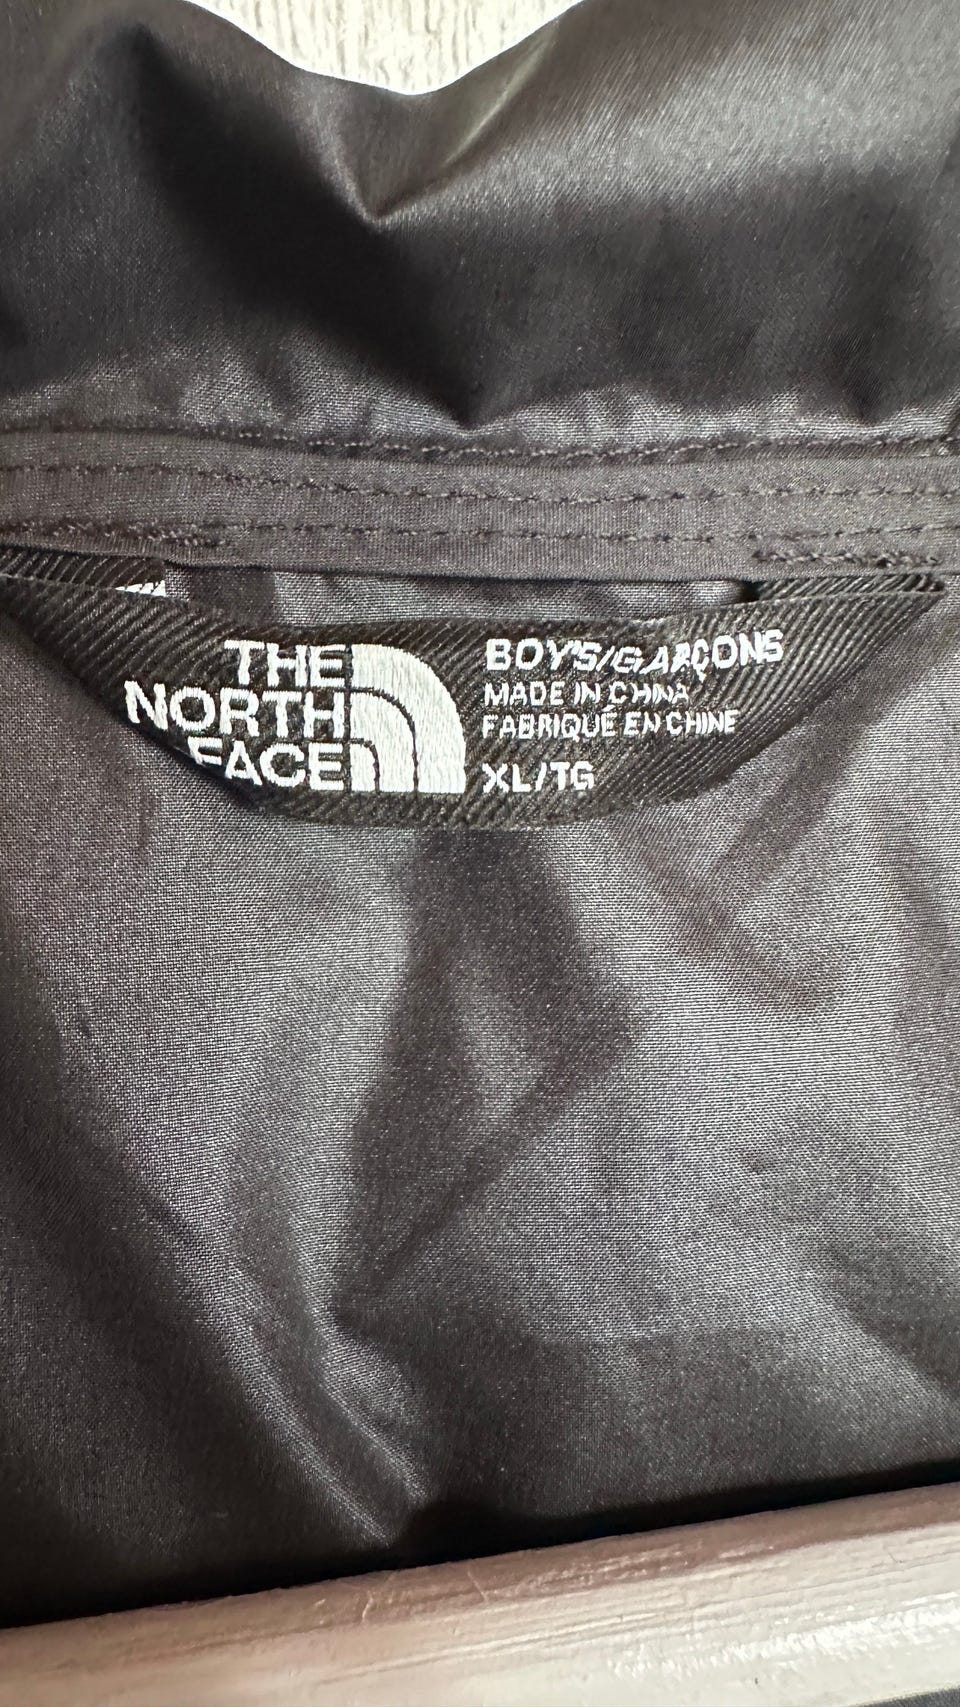 THE
NORTH
FACE
BOY'S/GARÇONS
MADE IN CHINA
FABRIQUÉ EN CHINE
XL/TG